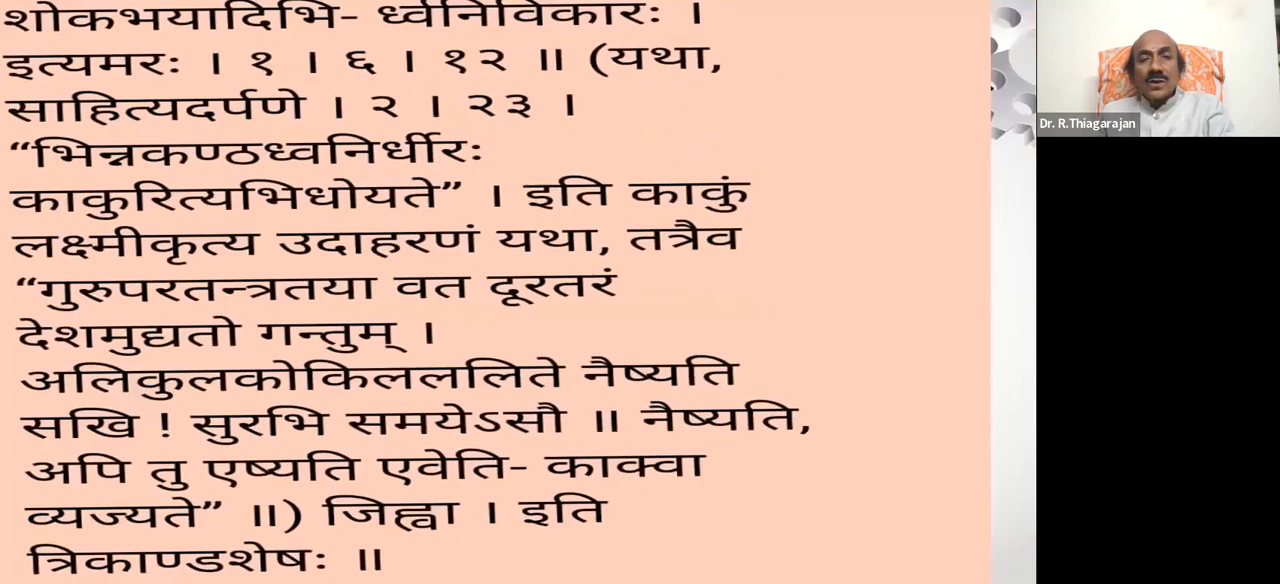 शोकभयादिभि- र्ध्वनिविकारः ।
इत्यमरः । १ । ६ । १२ ॥ (यथा,
साहित्यदर्पणे । २ । २३ ।
“भिन्नकण्ठध्वनिर्धीरः
काकुरित्यभिधोयते” । इति काकुं
लक्ष्मीकृत्य उदाहरणं यथा, तत्रैव
“गुरुपरतन्त्रतया वत दूरतरं
देशमुद्यतो गन्तुम् ।
अलिकुलकोकिलललिते नैष्यति
सखि ! सुरभि समयेऽसौ ॥ नैष्यति,
अपि तु एष्यति एवेति- काक्वा
व्यज्यते” ॥) जिह्वा । इति
त्रिकाण्डशेषः ॥
Dr. R.Thiagarajan